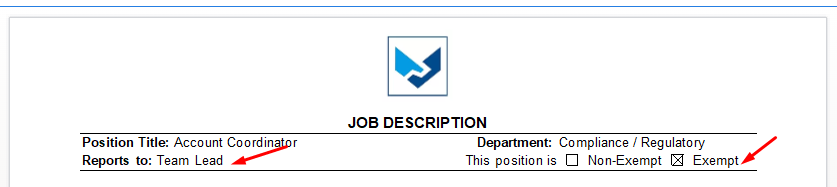 JOB DESCRIPTION
Position Title: Account Coordinator Department: Compliance / Regulatory
Reports to: Team Lead This position is ☐ Non-Exempt ☒ Exempt